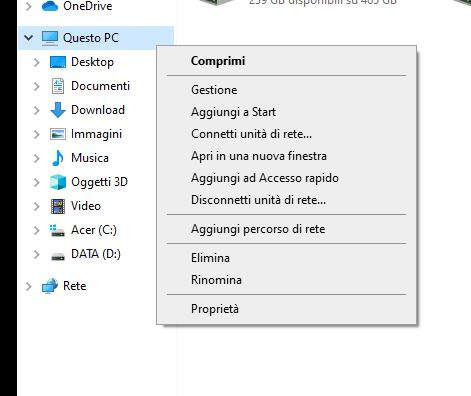 OneDrive
239 GB disponibili su 465 GB
Questo PC
Desktop
Documenti
Download
Immagini
Musica
Oggetti 3D
Video
Acer (C:)
DATA (D:)
Rete
Comprimi
Gestione
Aggiungi a Start
Connetti unità di rete...
Apri in una nuova finestra
Aggiungi ad Accesso rapido
Disconnetti unità di rete...
Aggiungi percorso di rete
Elimina
Rinomina
Proprietà